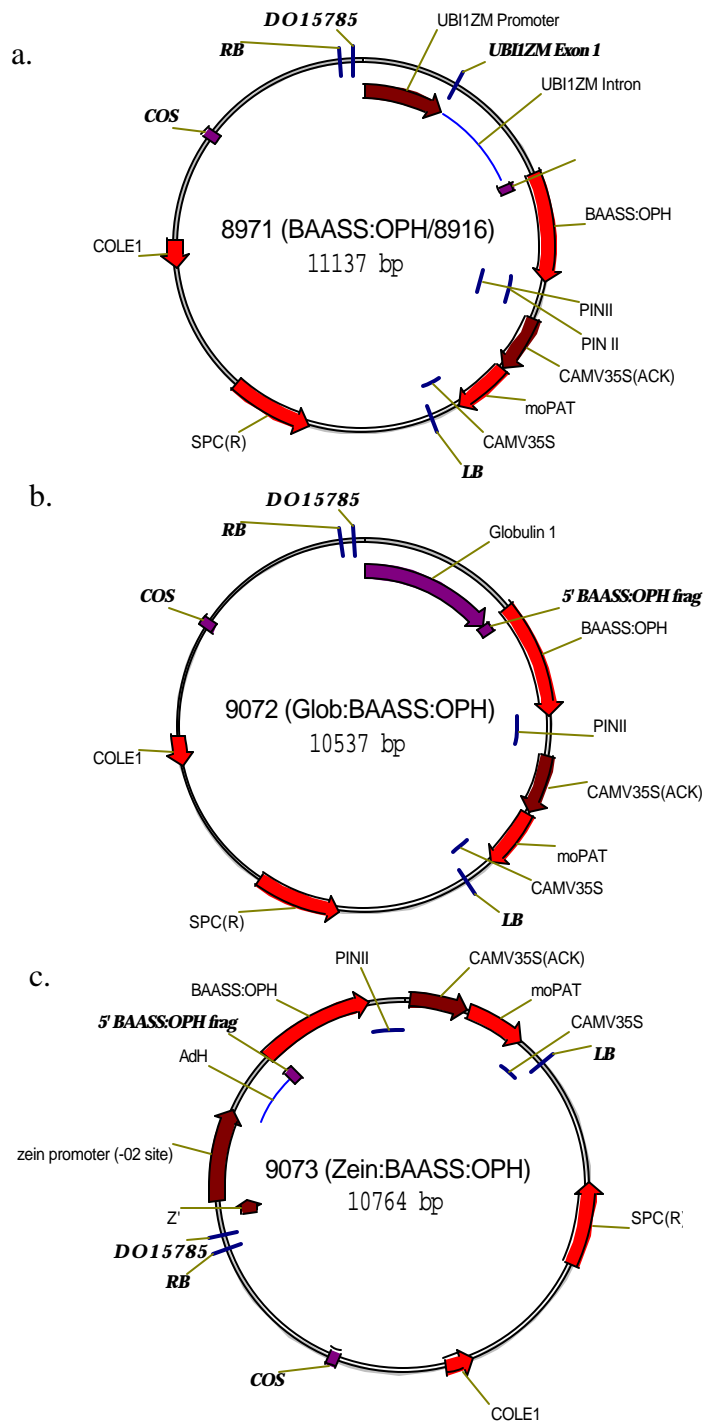 a.
DO15785
RB
UBI1ZM Promoter
UBI1ZM Exon 1
UBI1ZM Intron
COS
BAASS:OPH
8971 (BAASS:OPH/8916)
11137 bp
COLE1
PINII
PIN II
CAMV35S(ACK)
moPAT
CAMV35S
SPC(R)
LB
b.
DO15785
RB
Globulin 1
5' BAASS:OPH frag
COS
BAASS:OPH
9072 (Glob:BAASS:OPH)
10537 bp
PINII
COLE1
CAMV35S(ACK)
moPAT
CAMV35S
SPC(R)
LB
c.
PINII
CAMV35S(ACK)
BAASS:OPH
moPAT
5' BAASS:OPH frag
CAMV35S
LB
AdH
zein promoter (-02 site)
9073 (Zein:BAASS:OPH)
10764 bp
Z'
SPC(R)
DO15785
RB
COS
COLE1